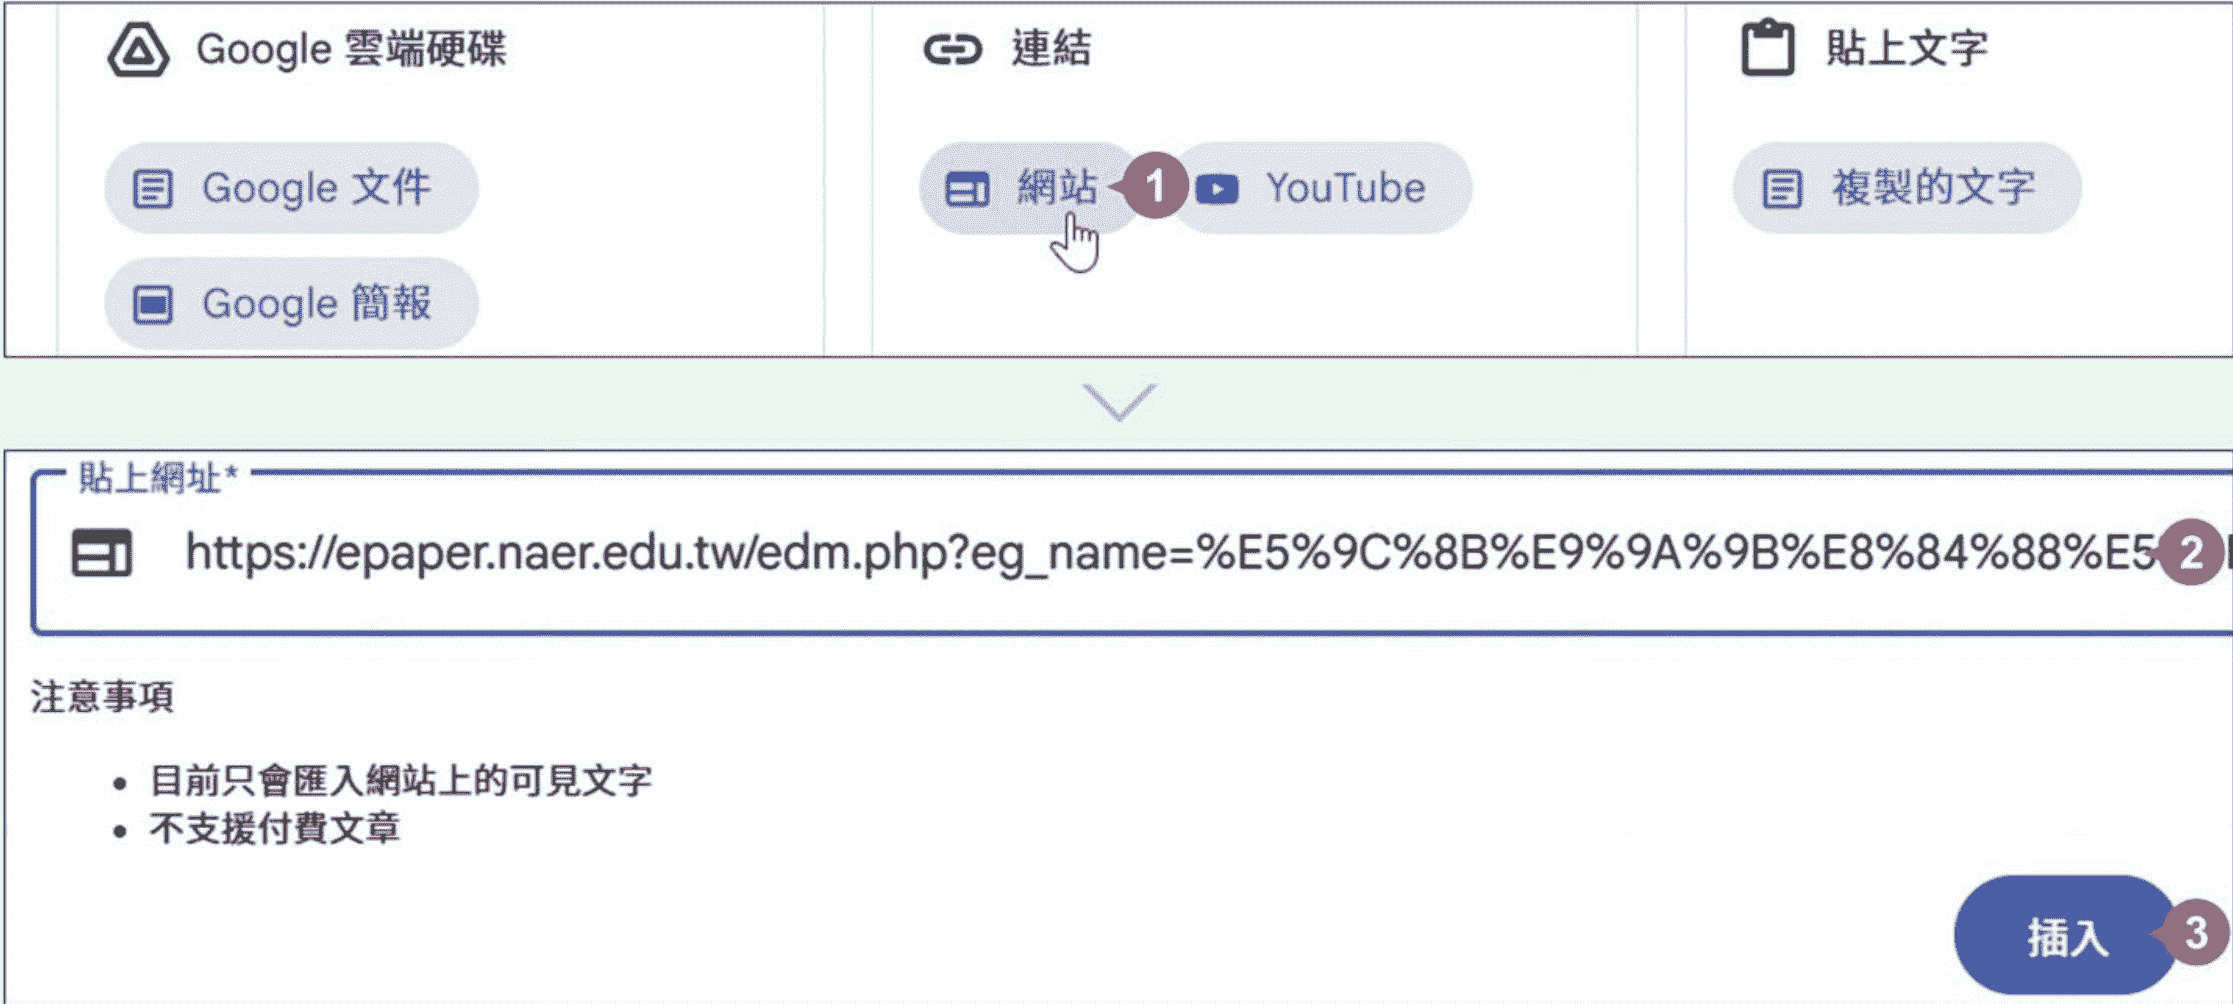 Google 雲端硬碟
連結
貼上文字
Google 文件
網站
1
YouTube
複製的文字
Google 簡報
貼上網址*
https://epaper.naer.edu.tw/edm.php?eg_name=%E5%9C%8B%E9%9A%9B%E8%84%88%E5
2
注意事項
• 目前只會匯入網站上的可見文字
• 不支援付費文章
插入
3